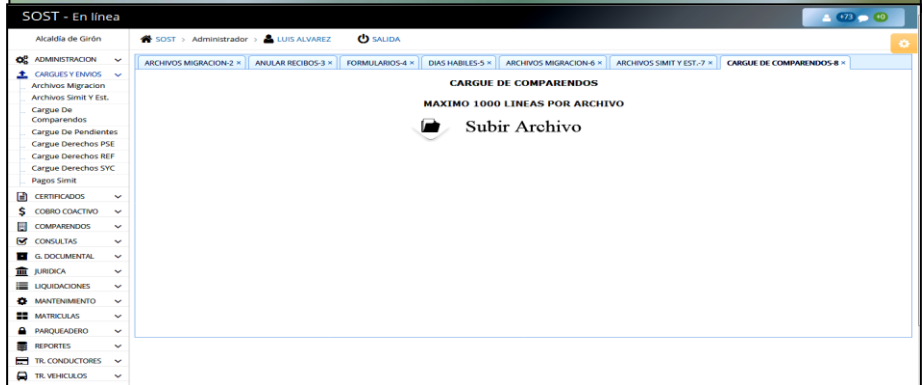 SOST - En línea
+73 +0
Alcaldía de Girón
SOST > Administrador > LUIS ALVAREZ SALIDA
ADMINISTRACION
CARGUES Y ENVIOS
Archivos Migracion
Archivos Simit Y Est.
Cargue De
Comparendos
Cargue De Pendientes
Cargue Derechos PSE
Cargue Derechos REF
Cargue Derechos SYC
Pagos Simit
CERTIFICADOS
COBRO COACTIVO
COMPARENDOS
CONSULTAS
G. DOCUMENTAL
JURIDICA
LIQUIDACIONES
MANTENIMIENTO
MATRICULAS
PARQUEADERO
REPORTES
TR. CONDUCTORES
TR. VEHICULOS
ARCHIVOS MIGRACION-2 × ANULAR RECIBOS-3 × FORMULARIOS-4 × DIAS HABILES-5 × ARCHIVOS MIGRACION-6 × ARCHIVOS SIMIT Y EST.-7 × CARGUE DE COMPARENDOS-8 ×
CARGUE DE COMPARENDOS
MAXIMO 1000 LINEAS POR ARCHIVO
Subir Archivo